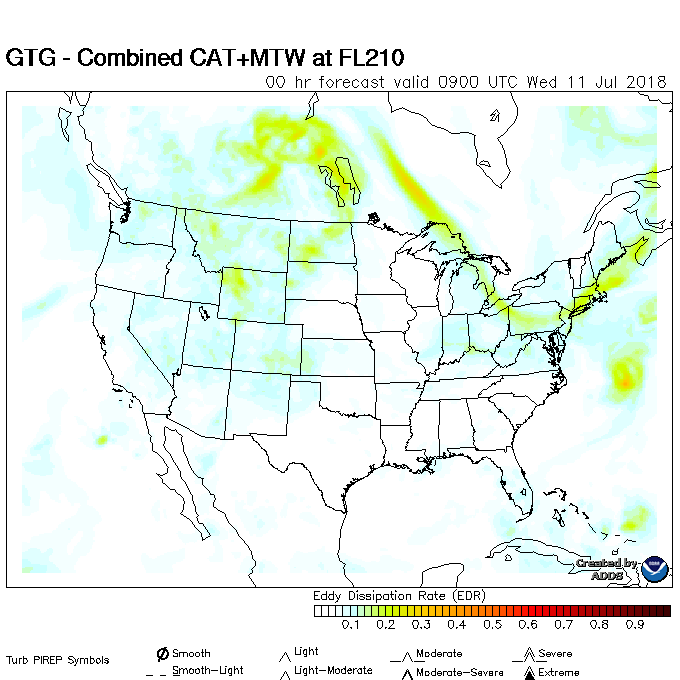 GTG - Combined CAT+MTW at FL210
00 hr forecast valid 0900 UTC Wed 11 Jul 2018
Created by
ADDS
Eddy Dissipation Rate (EDR)
0.1 0.2 0.3 0.4 0.5 0.6 0.7 0.8 0.9
Turb PIREP Symbols
Smooth Light Moderate Severe
Smooth-Light Light-Moderate Moderate-Severe Extreme